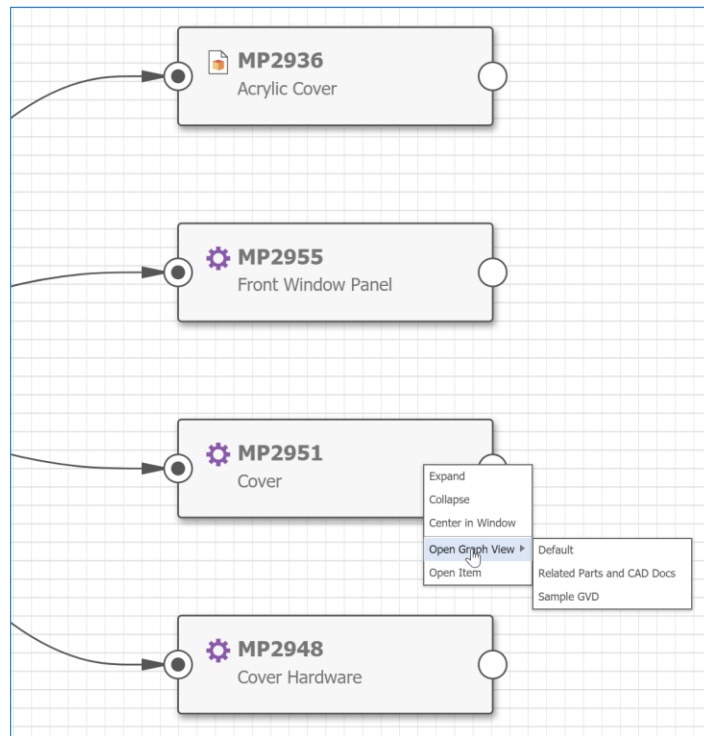 MP2936
Acrylic Cover
MP2955
Front Window Panel
MP2951
Cover
Expand
Collapse
Center in Window
Open Graph View
Open Item
Default
Related Parts and CAD Docs
Sample GVD
MP2948
Cover Hardware